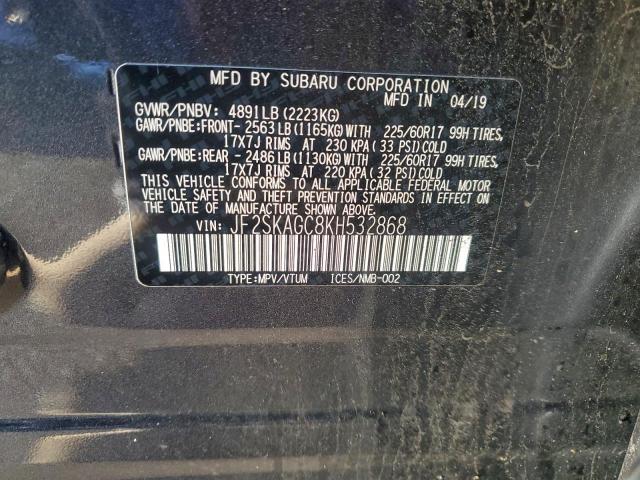 MFD BY SUBARU CORPORATION
MFD IN 04/19
GVWR/PNBV: 4891LB(2223KG)
GAWR/PNBE:FRONT-2563LB(1165KG)WITH 225/60R17 99H TIRES,
17X7J RIMS AT 230 KPA(33 PSI)COLD
GAWR/PNBE:REAR -2486LB(1130KG)WITH 225/60R17 99H TIRES,
17X7J RIMS AT 220 KPA(32 PSI)COLD
THIS VEHICLE CONFORMS TO ALL APPLICABLE FEDERAL MOTOR
VEHICLE SAFETY AND THEFT PREVENTION STANDARDS IN EFFECT ON
THE DATE OF MANUFACTURE SHOWN ABOVE.
VIN: JF2SKAGC8KH532868
TYPE:MPV/VTUM ICES/NMB-002